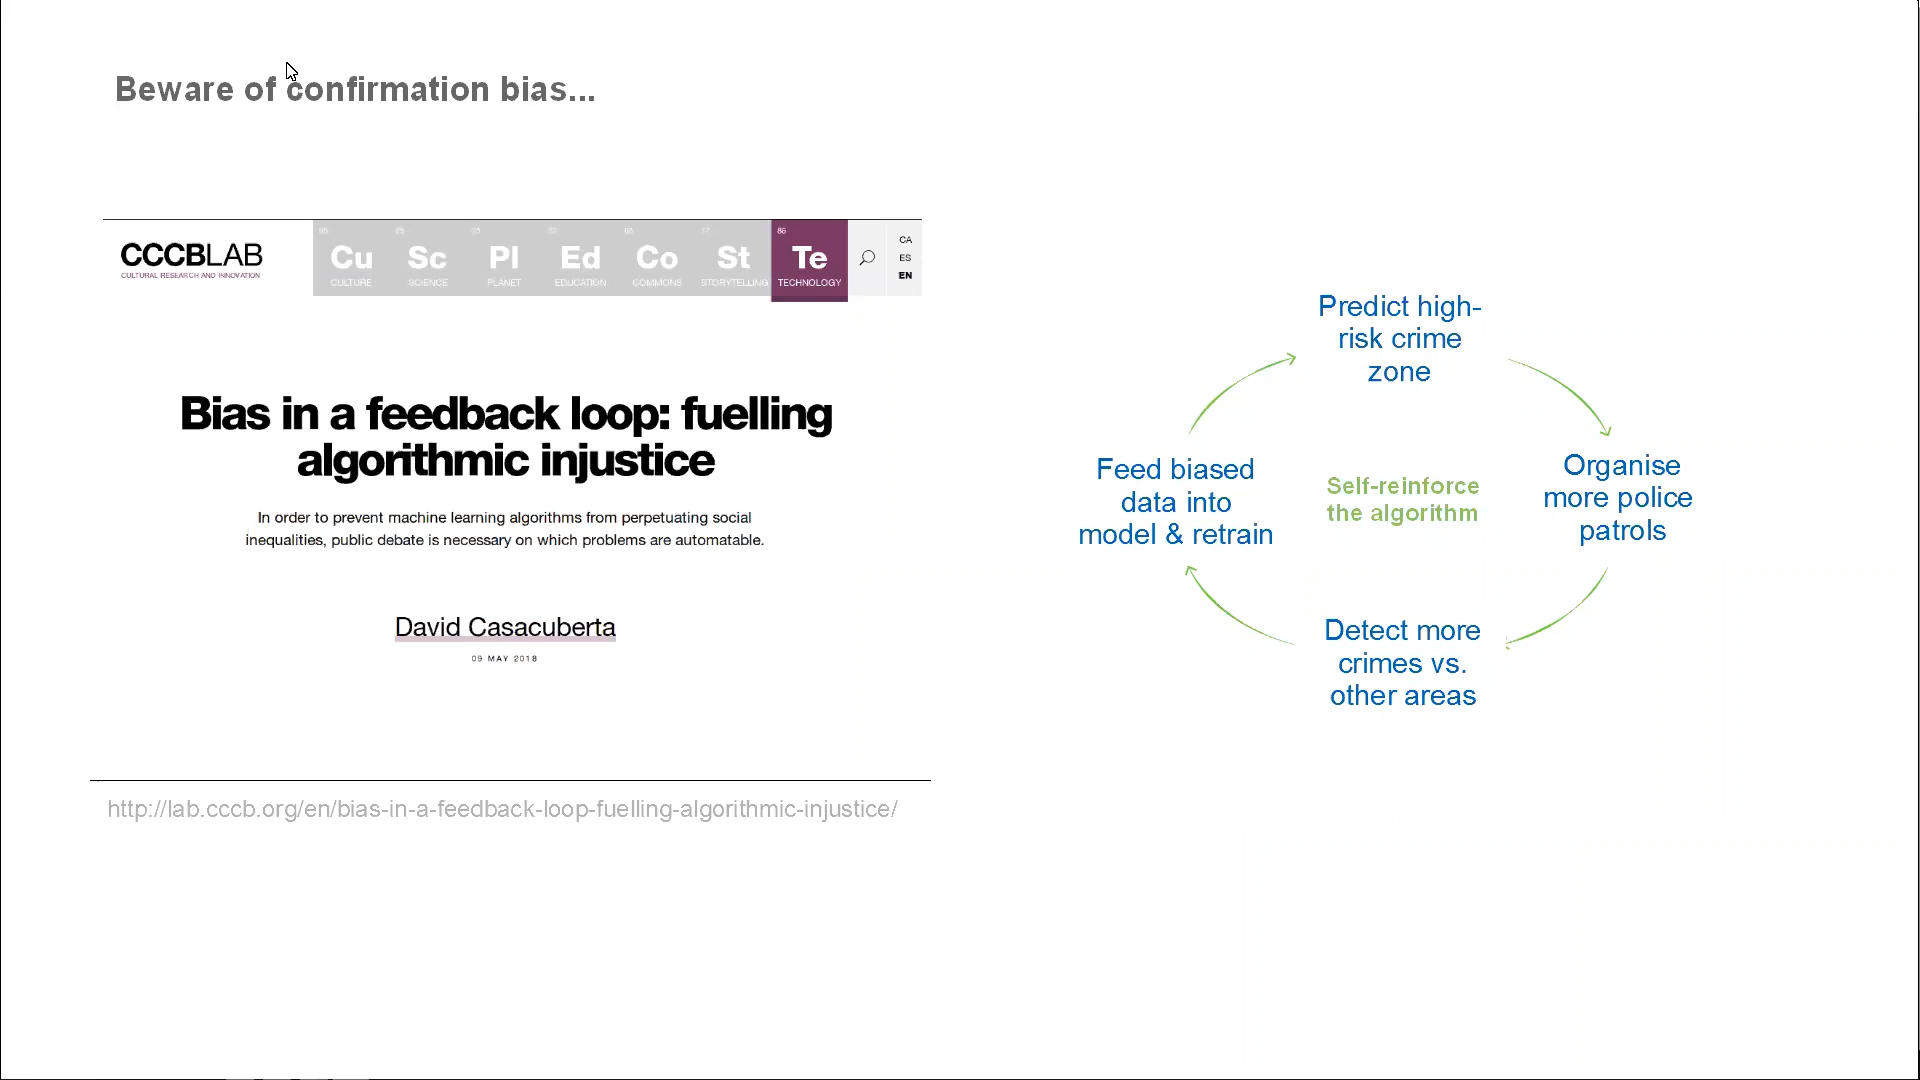 Beware of confirmation bias...
CCCBLAB
CULTURAL RESEARCH AND INNOVATION
Cu
CULTURE
Sc
SCIENCE
Pl
PLANET
Ed
EDUCATION
Co
COMMONS
St
STORYTELLING
86
Te
TECHNOLOGY
CA
ES
EN
Bias in a feedback loop: fuelling
algorithmic injustice
In order to prevent machine learning algorithms from perpetuating social
inequalities, public debate is necessary on which problems are automatable.
David Casacuberta
09 MAY 2018
http://lab.cccb.org/en/bias-in-a-feedback-loop-fuelling-algorithmic-injustice/
Predict high-
risk crime
zone
Organise
more police
patrols
Detect more
crimes vs.
other areas
Feed biased
data into
model & retrain
Self-reinforce
the algorithm